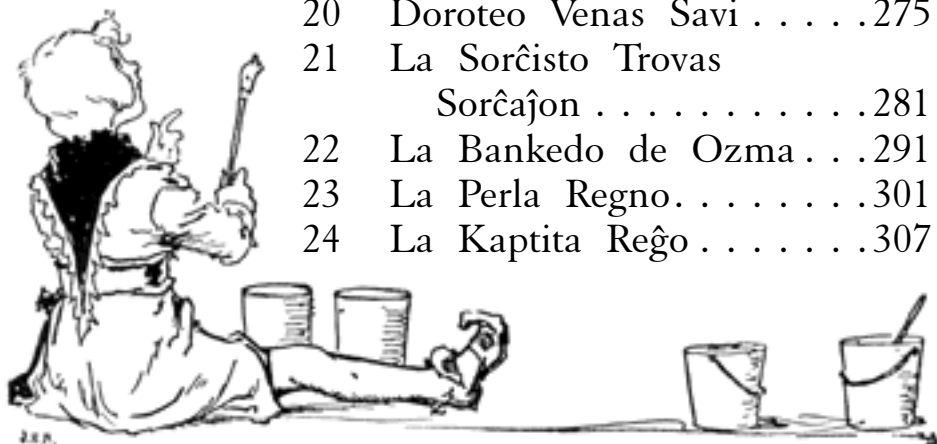 20 Doroteo Venas Savi . . . . . 275
21 La Sorĉisto Trovas
Sorĉaĵon . . . . . . . . . . . . 281
22 La Bankedo de Ozma . . . 291
23 La Perla Regno. . . . . . . . . 301
24 La Kaptita Reĝo . . . . . . . 307